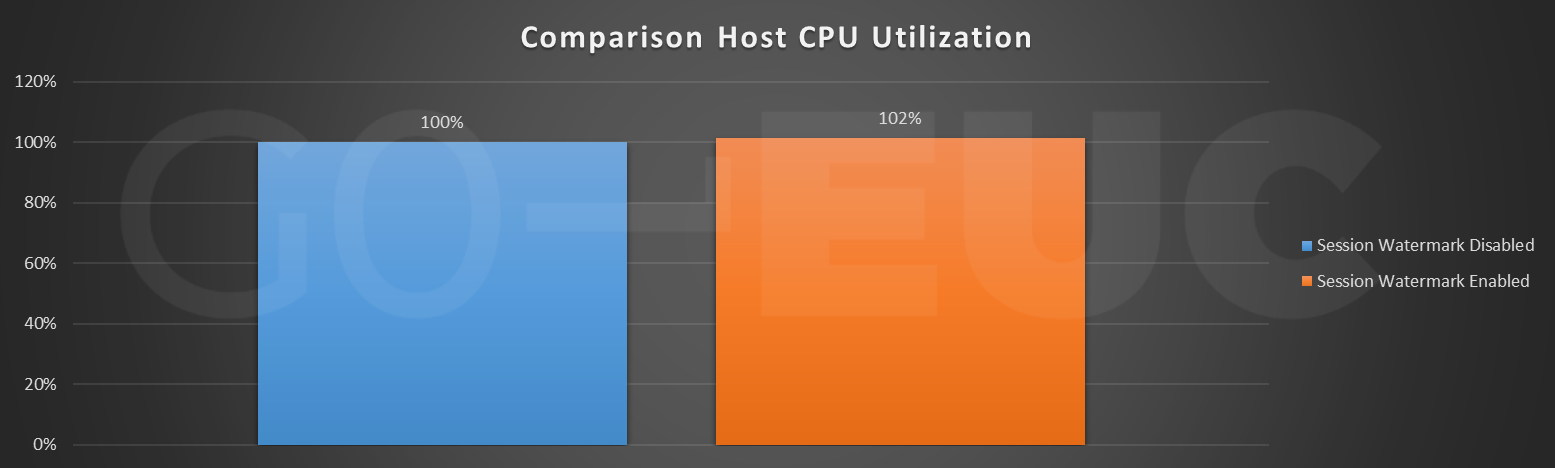 Comparison Host CPU Utilization
120%
100%
80%
60%
40%
20%
0%
100%
102%
Session Watermark Disabled
Session Watermark Enabled
GO-EUC